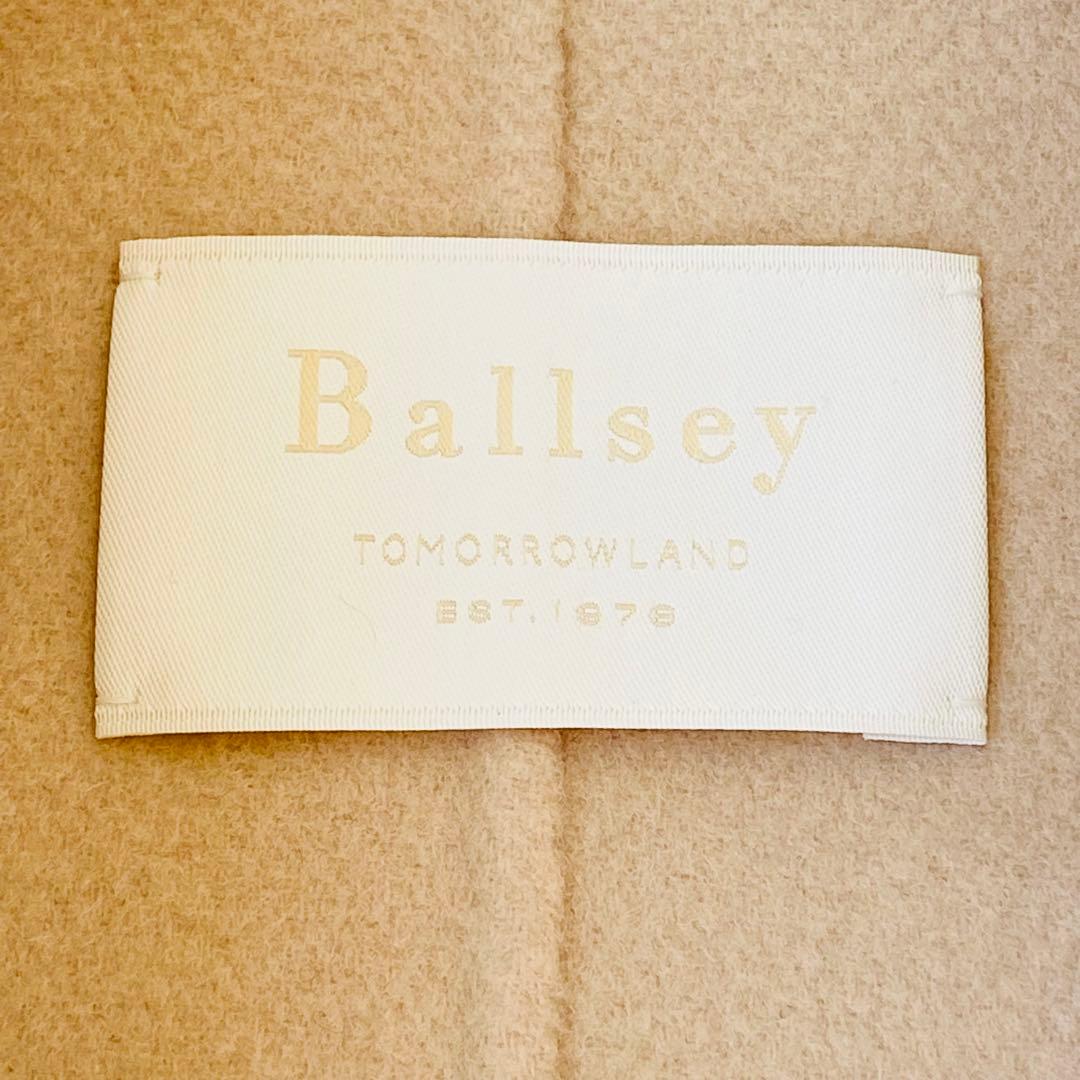 Ballsey
TOMORROWLAND
EST. 1978